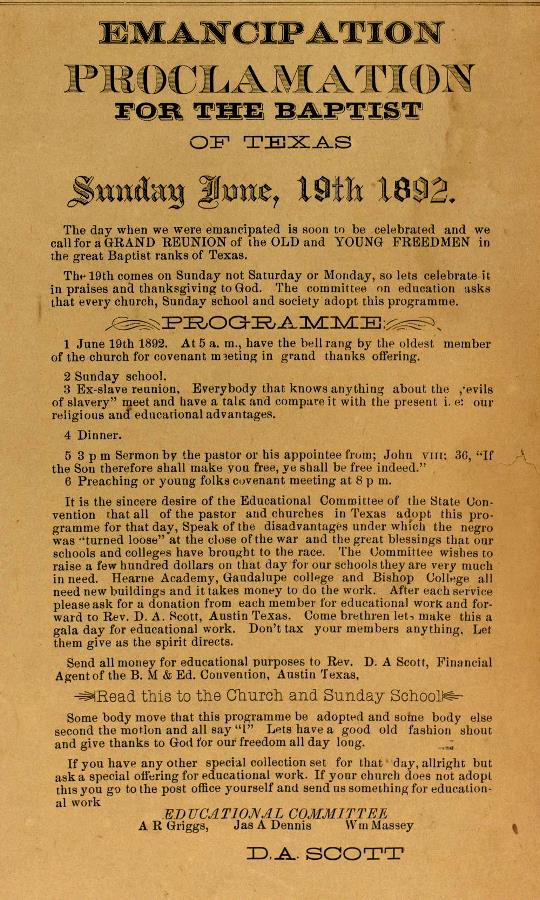 EMANCIPATION
PROCLAMATION
FOR THE BAPTIST
OF TEXAS
Sunday June, 19th 1892.
The day when we were emancipated is soon to be celebrated and we
call for a GRAND REUNION of the OLD and YOUNG FREEDMEN in
the great Baptist ranks of Texas.
The 19th comes on Sunday not Saturday or Monday, so lets celebrate it
in praises and thanksgiving to God. The committee on education asks
that every church, Sunday school and society adopt this programme.
PROGRAMME
1 June 19th 1892. At 5 a. m., have the bell rang by the oldest member
of the church for covenant meeting in grand thanks offering.
2 Sunday school.
3 Ex-slave reunion, Everybody that knows anything about the "evils
of slavery" meet and have a talk and compare it with the present i. e: our
religious and educational advantages.
4 Dinner.
5 3 p m Sermon by the pastor or his appointee from; John VIII: 36, "If
the Son therefore shall make you free, ye shall be free indeed."
6 Preaching or young folks covenant meeting at 8 p m.
It is the sincere desire of the Educational Committee of the State Con-
vention that all of the pastor and churches in Texas adopt this pro-
gramme for that day, Speak of the disadvantages under which the negro
was "turned loose" at the close of the war and the great blessings that our
schools and colleges have brought to the race. The Committee wishes to
raise a few hundred dollars on that day for our schools they are very much
in need. Hearne Academy, Gaudalupe college and Bishop College all
need new buildings and it takes money to do the work. After each service
please ask for a donation from each member for educational work and for-
ward to Rev. D. A. Scott, Austin Texas. Come brethren lets make this a
gala day for educational work. Don't tax your members anything, Let
them give as the spirit directs.
Send all money for educational purposes to Rev. D. A Scott, Financial
Agent of the B. M & Ed. Convention, Austin Texas,
Read this to the Church and Sunday School
Some body move that this programme be adopted and some body else
second the motion and all say "I" Lets have a good old fashion shout
and give thanks to God for our freedom all day long.
If you have any other special collection set for that day, allright but
ask a special offering for educational work. If your church does not adopt
this you go to the post office yourself and send us something for education-
al work
EDUCATIONAL COMMITTEE
A R Griggs, Jas A Dennis Wm Massey
D. A. SCOTT